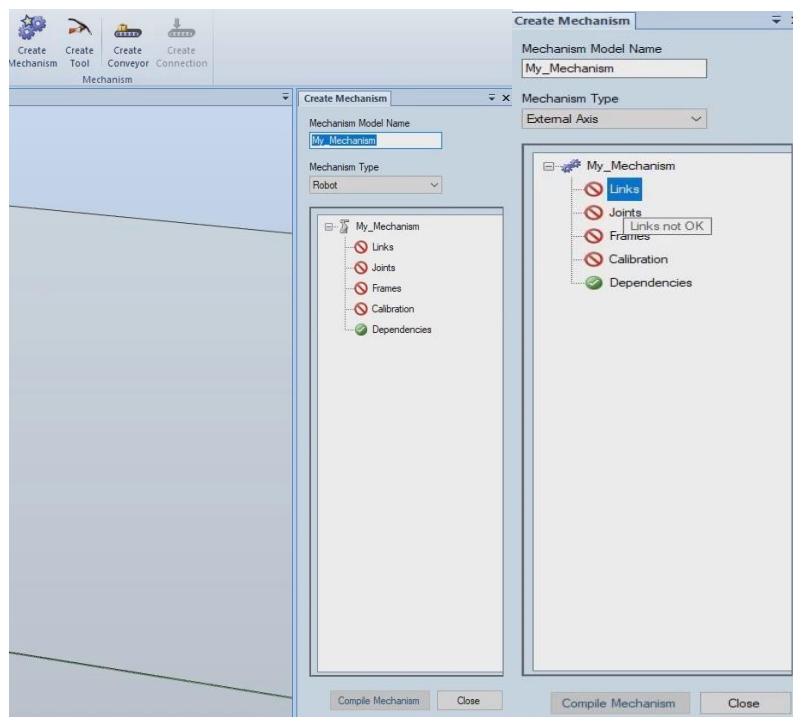 Create Mechanism
Create Tool
Create Conveyor
Create Connection
Mechanism
Create Mechanism
Mechanism Model Name
My_Mechanism
Mechanism Type
Robot
My_Mechanism
Links
Joints
Frames
Calibration
Dependencies
Compile Mechanism
Close
Create Mechanism
Mechanism Model Name
My_Mechanism
Mechanism Type
External Axis
My_Mechanism
Links
Joints
Links not OK
Frames
Calibration
Dependencies
Compile Mechanism
Close